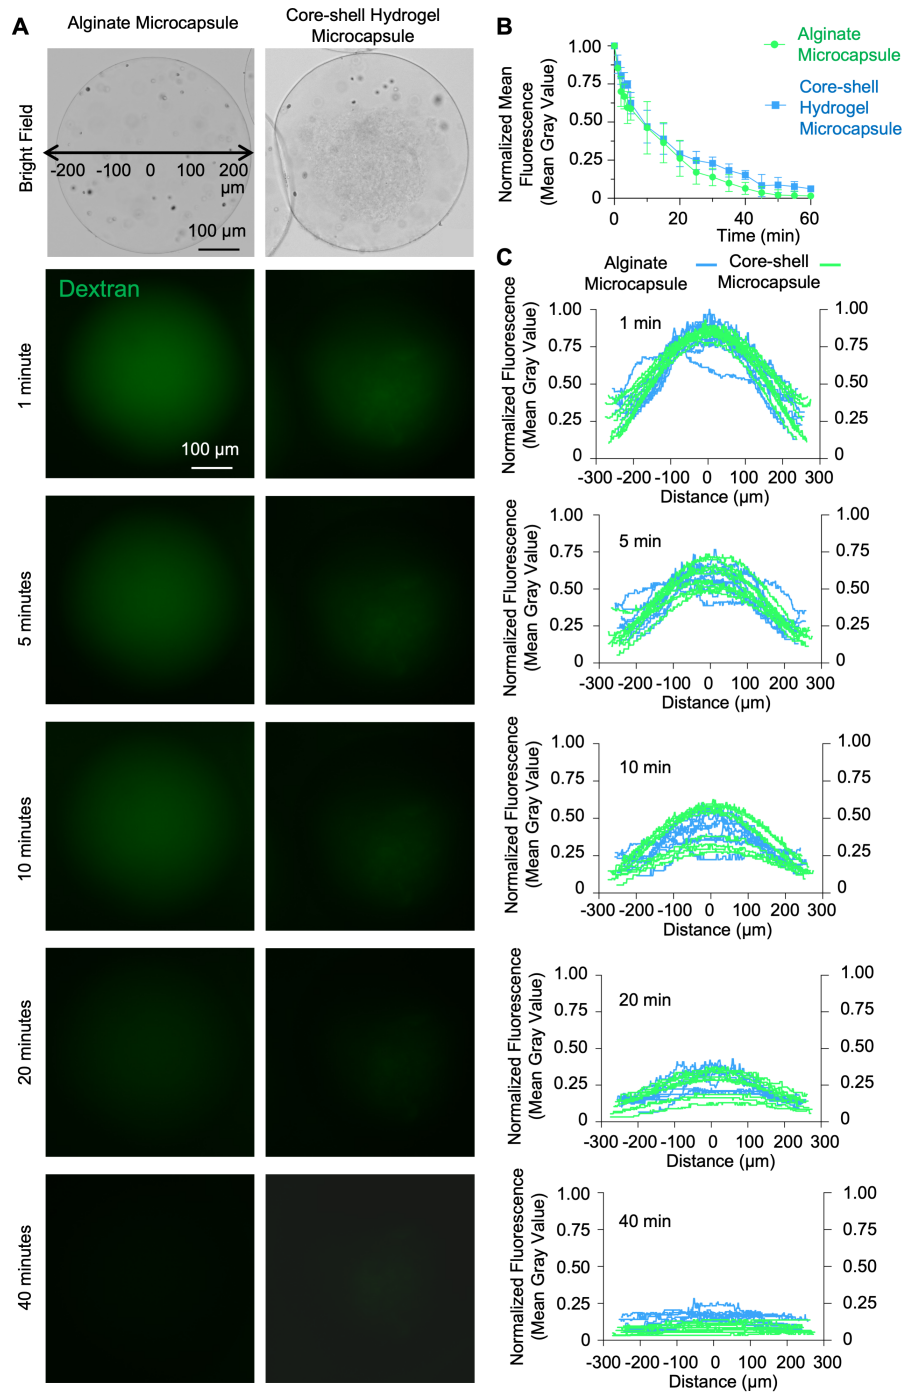 A
Alginate Microcapsule
Core-shell Hydrogel
Microcapsule
Bright Field
-200 -100 0 100 200
μm
100 μm
Dextran
1 minute
100 μm
5 minutes
10 minutes
20 minutes
40 minutes
B
Normalized Mean
Fluorescence
(Mean Gray Value)
1.00
0.75
0.50
0.25
0
0 20 40 60
Time (min)
Alginate
Microcapsule
Core-shell
Hydrogel
Microcapsule
C
Alginate
Microcapsule
Core-shell
Microcapsule
Normalized Fluorescence
(Mean Gray Value)
1.00
0.75
0.50
0.25
0
1 min
1.00
0.75
0.50
0.25
0
-300 -200 -100 0 100 200 300
Distance (μm)
Normalized Fluorescence
(Mean Gray Value)
1.00
0.75
0.50
0.25
0
5 min
1.00
0.75
0.50
0.25
0
-300 -200 -100 0 100 200 300
Distance (μm)
Normalized Fluorescence
(Mean Gray Value)
1.00
0.75
0.50
0.25
0
10 min
1.00
0.75
0.50
0.25
0
-300 -200 -100 0 100 200 300
Distance (μm)
Normalized Fluorescence
(Mean Gray Value)
1.00
0.75
0.50
0.25
0
20 min
1.00
0.75
0.50
0.25
0
-300 -200 -100 0 100 200 300
Distance (μm)
Normalized Fluorescence
(Mean Gray Value)
1.00
0.75
0.50
0.25
0
40 min
1.00
0.75
0.50
0.25
0
-300 -200 -100 0 100 200 300
Distance (μm)